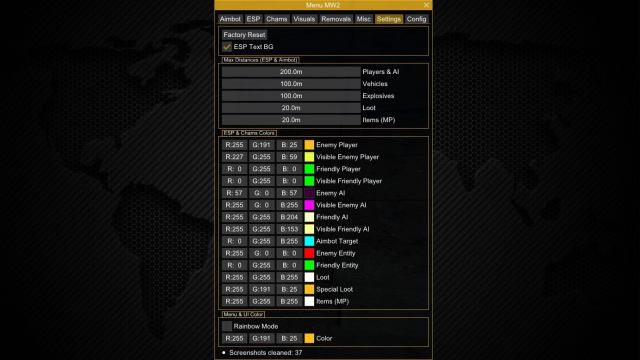 Menu MW2
Aimbot ESP Chams Visuals Removals Misc Settings Config
Factory Reset
ESP Text BG
Max Distances (ESP & Aimbot)
200.0m Players & AI
100.0m Vehicles
100.0m Explosives
20.0m Loot
20.0m Items (MP)
ESP & Chams Colors
R:255 G:191 B: 25 Enemy Player
R:227 G:255 B: 59 Visible Enemy Player
R: 0 G:255 B: 0 Friendly Player
R: 0 G:255 B: 0 Visible Friendly Player
R: 57 G: 0 B: 57 Enemy AI
R:255 G: 0 B:255 Visible Enemy AI
R:255 G:255 B:204 Friendly AI
R:255 G:255 B:153 Visible Friendly AI
R: 0 G:255 B:255 Aimbot Target
R:255 G: 0 B: 0 Enemy Entity
R: 0 G:255 B: 0 Friendly Entity
R:255 G:255 B:255 Loot
R:255 G:191 B: 25 Special Loot
R:255 G:255 B:255 Items (MP)
Menu & UI Color
Rainbow Mode
R:255 G:191 B: 25 Color
• Screenshots cleaned: 37